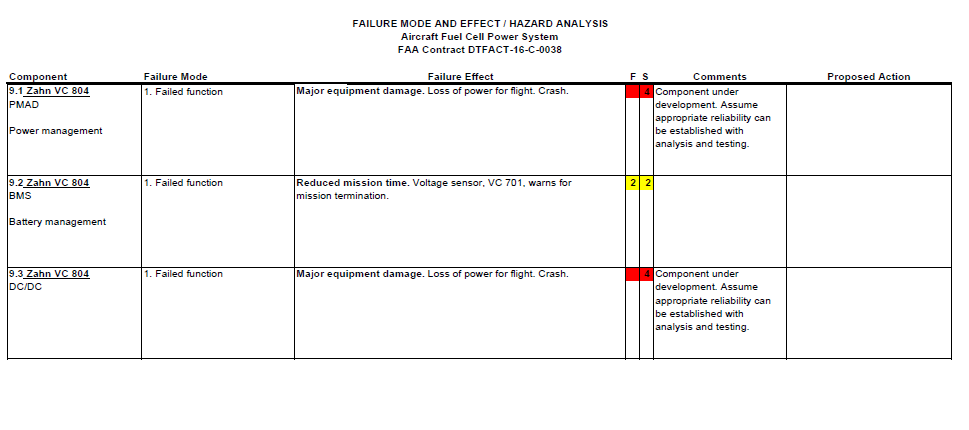 FAILURE MODE AND EFFECT / HAZARD ANALYSIS
Aircraft Fuel Cell Power System
FAA Contract DTFACT-16-C-0038
Component Failure Mode Failure Effect F S Comments Proposed Action
9.1 Zahn VC 804 1. Failed function Major equipment damage. Loss of power for flight. Crash. 4 Component under
PMAD development. Assume
appropriate reliability can
Power management be established with
analysis and testing.
9.2 Zahn VC 804 1. Failed function Reduced mission time. Voltage sensor, VC 701, warns for 2 2
BMS mission termination.
Battery management
9.3 Zahn VC 804 1. Failed function Major equipment damage. Loss of power for flight. Crash. 4 Component under
DC/DC development. Assume
appropriate reliability can
be established with
analysis and testing.